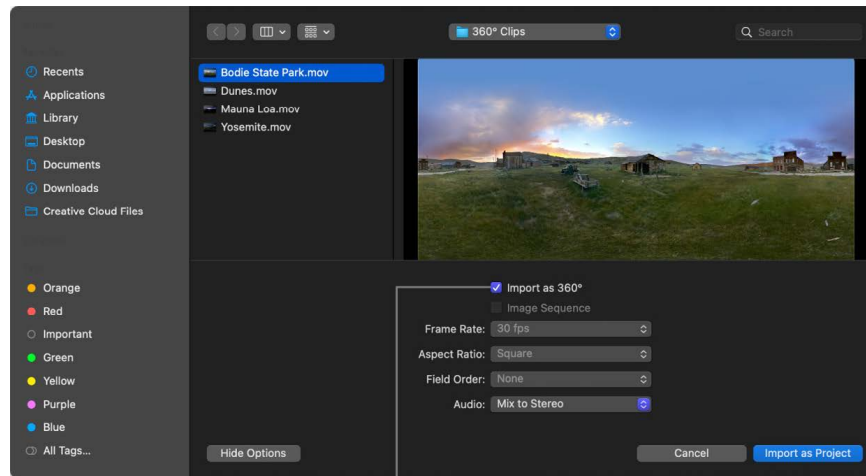 360° Clips
Search
Recents
Applications
Library
Desktop
Documents
Downloads
Creative Cloud Files
Orange
Red
Important
Green
Yellow
Purple
Blue
All Tags...
Bodie State Park.mov
Dunes.mov
Mauna Loa.mov
Yosemite.mov
Import as 360°
Image Sequence
Frame Rate: 30 fps
Aspect Ratio: Square
Field Order: None
Audio: Mix to Stereo
Hide Options
Cancel
Import as Project